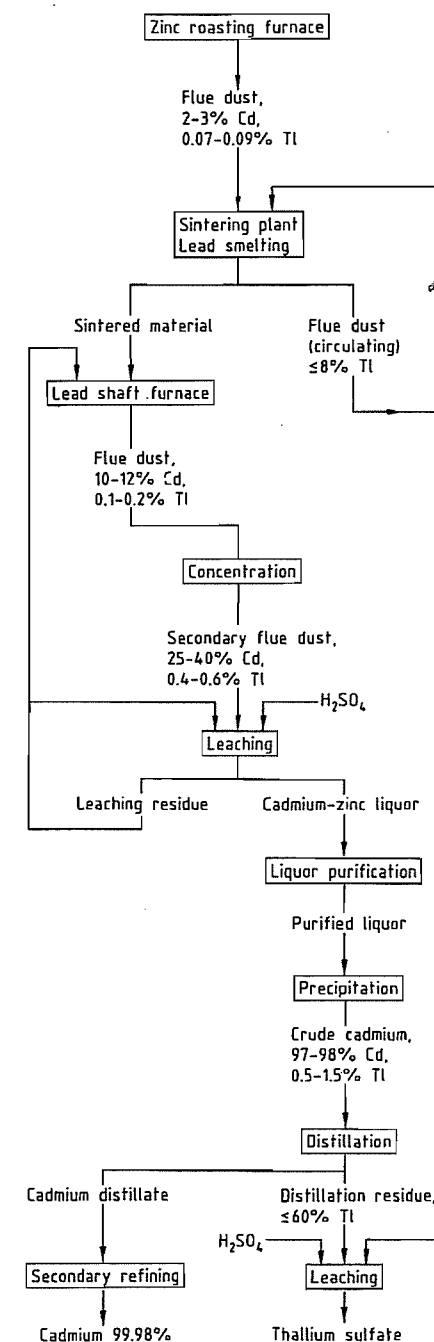 Zinc roasting furnace
Flue dust,
2-3% Cd,
0.07-0.09% Tl
Sintering plant
Lead smelting
Sintered material
Flue dust
(circulating)
≤8% Tl
Lead shaft furnace
Flue dust,
10-12% Cd,
0.1-0.2% Tl
Concentration
Secondary flue dust,
25-40% Cd,
0.4-0.6% Tl
H₂SO₄
Leaching
Leaching residue
Cadmium-zinc liquor
Liquor purification
Purified liquor
Precipitation
Crude cadmium,
97-98% Cd,
0.5-1.5% Tl
Distillation
Cadmium distillate
Distillation residue,
≤60% Tl
H₂SO₄
Secondary refining
Leaching
Cadmium 99.98%
Thallium sulfate